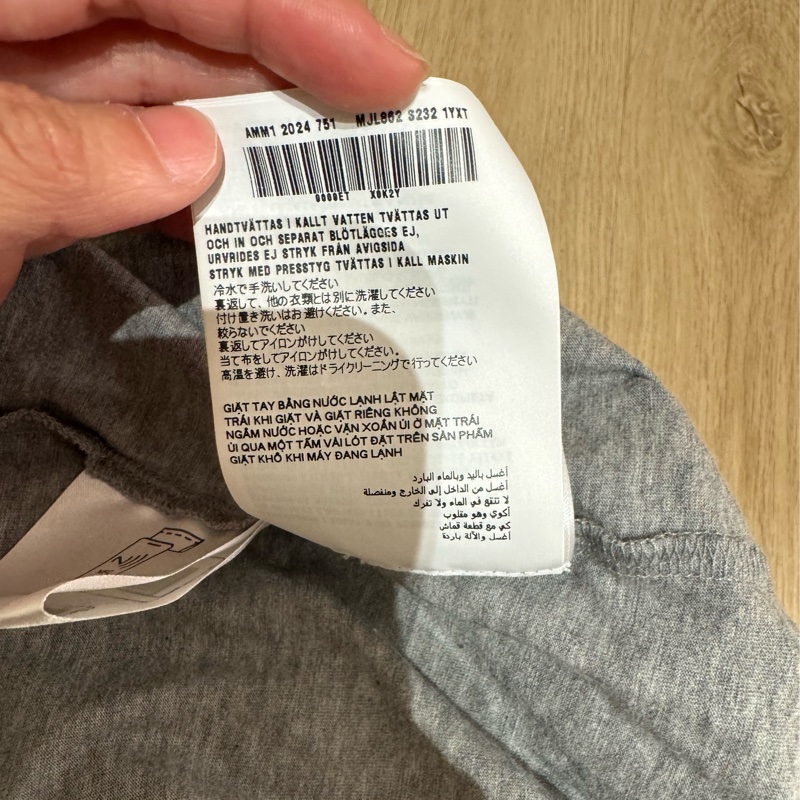 AMM1 2024 751 MJL862 S232 1YXT
0000ET X0K2Y
HANDTVÄTTAS I KALLT VATTEN TVÄTTAS UT
OCH IN OCH SEPARAT BLÖTLÄGGES EJ,
URVRIDES EJ STRYK FRÅN AVIGSIDA
STRYK MED PRESSTYG TVÄTTAS I KALL MASKIN
冷水で手洗いしてください
裏返して、他の衣類とは別に洗濯してください
付け置き洗いはお避けください。また、
絞らないでください
裏返してアイロンがけしてください
当て布をしてアイロンがけしてください。
高温を避け、洗濯はドライクリーニングで行ってください
GIẶT TAY BẰNG NƯỚC LẠNH LẬT MẶT
TRÁI KHI GIẶT VÀ GIẶT RIÊNG KHÔNG
NGÂM NƯỚC HOẶC VẶN XOẮN ỦI Ở MẶT TRÁI
ỦI QUA MỘT TẤM VẢI LÓT ĐẶT TRÊN SẢN PHẨM
GIẶT KHÔ KHI MÁY ĐANG LẠNH
أغسل باليد وبالماء البارد
أغسل من الداخل إلى الخارج ومنفصلة
لا تنقع في الماء ولا تفرك
أكوي وهو مقلوب
كي مع قطعة قماش
أغسل والآلة باردة